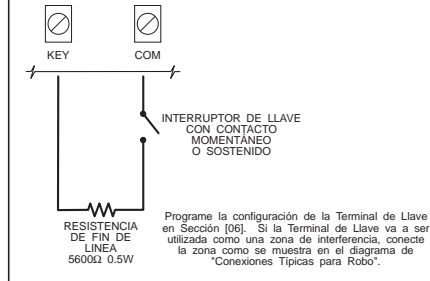 KEY
COM
INTERRUPTOR DE LLAVE
CON CONTACTO
MOMENTÁNEO
O SOSTENIDO
RESISTENCIA
DE FIN DE
LINEA
5600Ω 0.5W
Programe la configuración de la Terminal de Llave
en Sección [06]. Si la Terminal de Llave va a ser
utilizada como una zona de interferencia, conecte
la zona como se muestra en el diagrama de
"Conexiones Típicas para Robo".